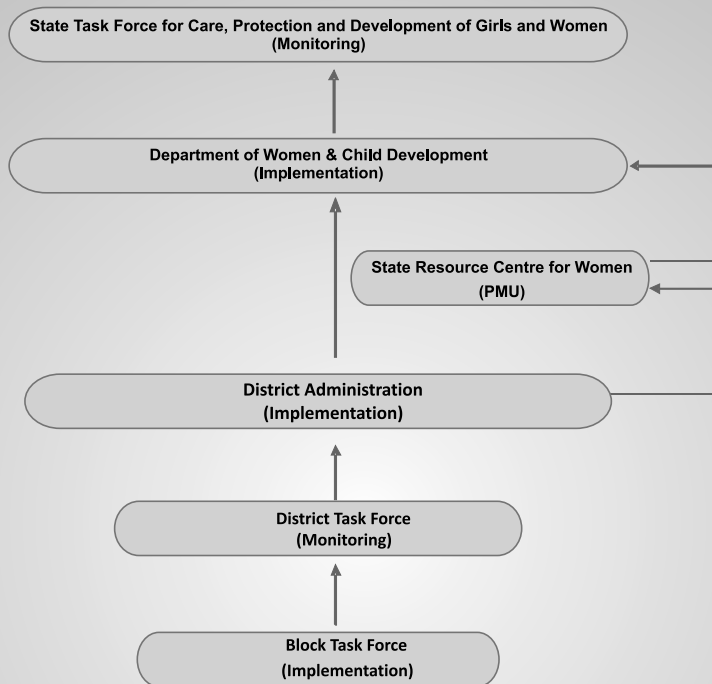 State Task Force for Care, Protection and Development of Girls and Women
(Monitoring)
Department of Women & Child Development
(Implementation)
State Resource Centre for Women
(PMU)
District Administration
(Implementation)
District Task Force
(Monitoring)
Block Task Force
(Implementation)